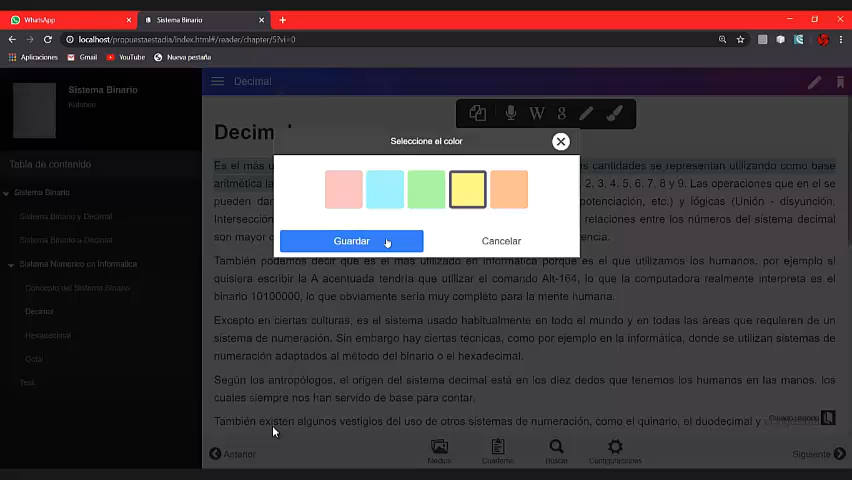 WhatsApp
Sistema Binario
localhost/propuestaestadia/index.html#/reader/chapter/5?vi=0
Aplicaciones Gmail YouTube Nueva pestaña
Sistema Binario
Decimal
W 8
Tabla de contenido
Sistema Binario
Sistema Binario y Decimal
Sistema Binario a Decimal
Sistema Numerico en Informatica
Concepto del Sistema Binario
Decimal
Hexadecimal
Octal
Test
Decim
Seleccione el color
Es el más u cantidades se representan utilizando como base
aritmética la 2, 3, 4, 5, 6, 7, 8 y 9. Las operaciones que en el se
pueden dar potenciación, etc.) y lógicas (Unión - disyunción,
Intersección relaciones entre los números del sistema decimal
son mayor
Guardar Cancelar
También podemos decir que es el más utilizado en informática porque es el que utilizamos los humanos, por ejemplo si
quisiera escribir la A acentuada tendría que utilizar el comando Alt-164, lo que la computadora realmente interpreta es el
binario 10100000, lo que obviamente sería muy completo para la mente humana.
Excepto en ciertas culturas, es el sistema usado habitualmente en todo el mundo y en todas las áreas que requieren de un
sistema de numeración. Sin embargo hay ciertas técnicas, como por ejemplo en la informática, donde se utilizan sistemas de
numeración adaptados al método del binario o el hexadecimal.
Según los antropólogos, el origen del sistema decimal está en los diez dedos que tenemos los humanos en las manos, los
cuales siempre nos han servido de base para contar.
También existen algunos vestigios del uso de otros sistemas de numeración, como el quinario, el duodecimal y
Anterior Medios Cuaderno Buscar Configuraciones Siguiente